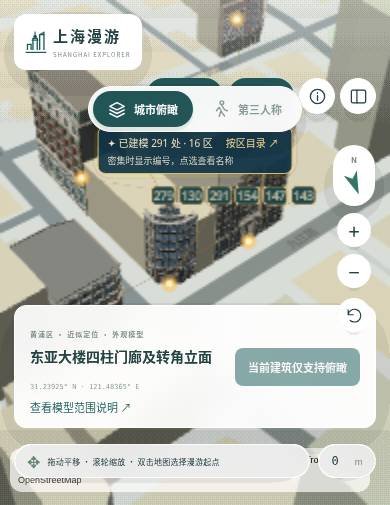 上海漫游
SHANGHAI EXPLORER
城市俯瞰
第三人称
✦ 已建模 291 处 · 16 区 按区目录 ↗
密集时显示编号，点选查看名称
N
279 130 291 154 147 143
+
−
黄浦区 · 近似定位 · 外观模型
东亚大楼四柱门廊及转角立面
当前建筑仅支持俯瞰
31.23925° N · 121.48365° E
查看模型范围说明 ↗
拖动平移 · 滚轮缩放 · 双击地图选择漫游起点
0 m
OpenStreetMap